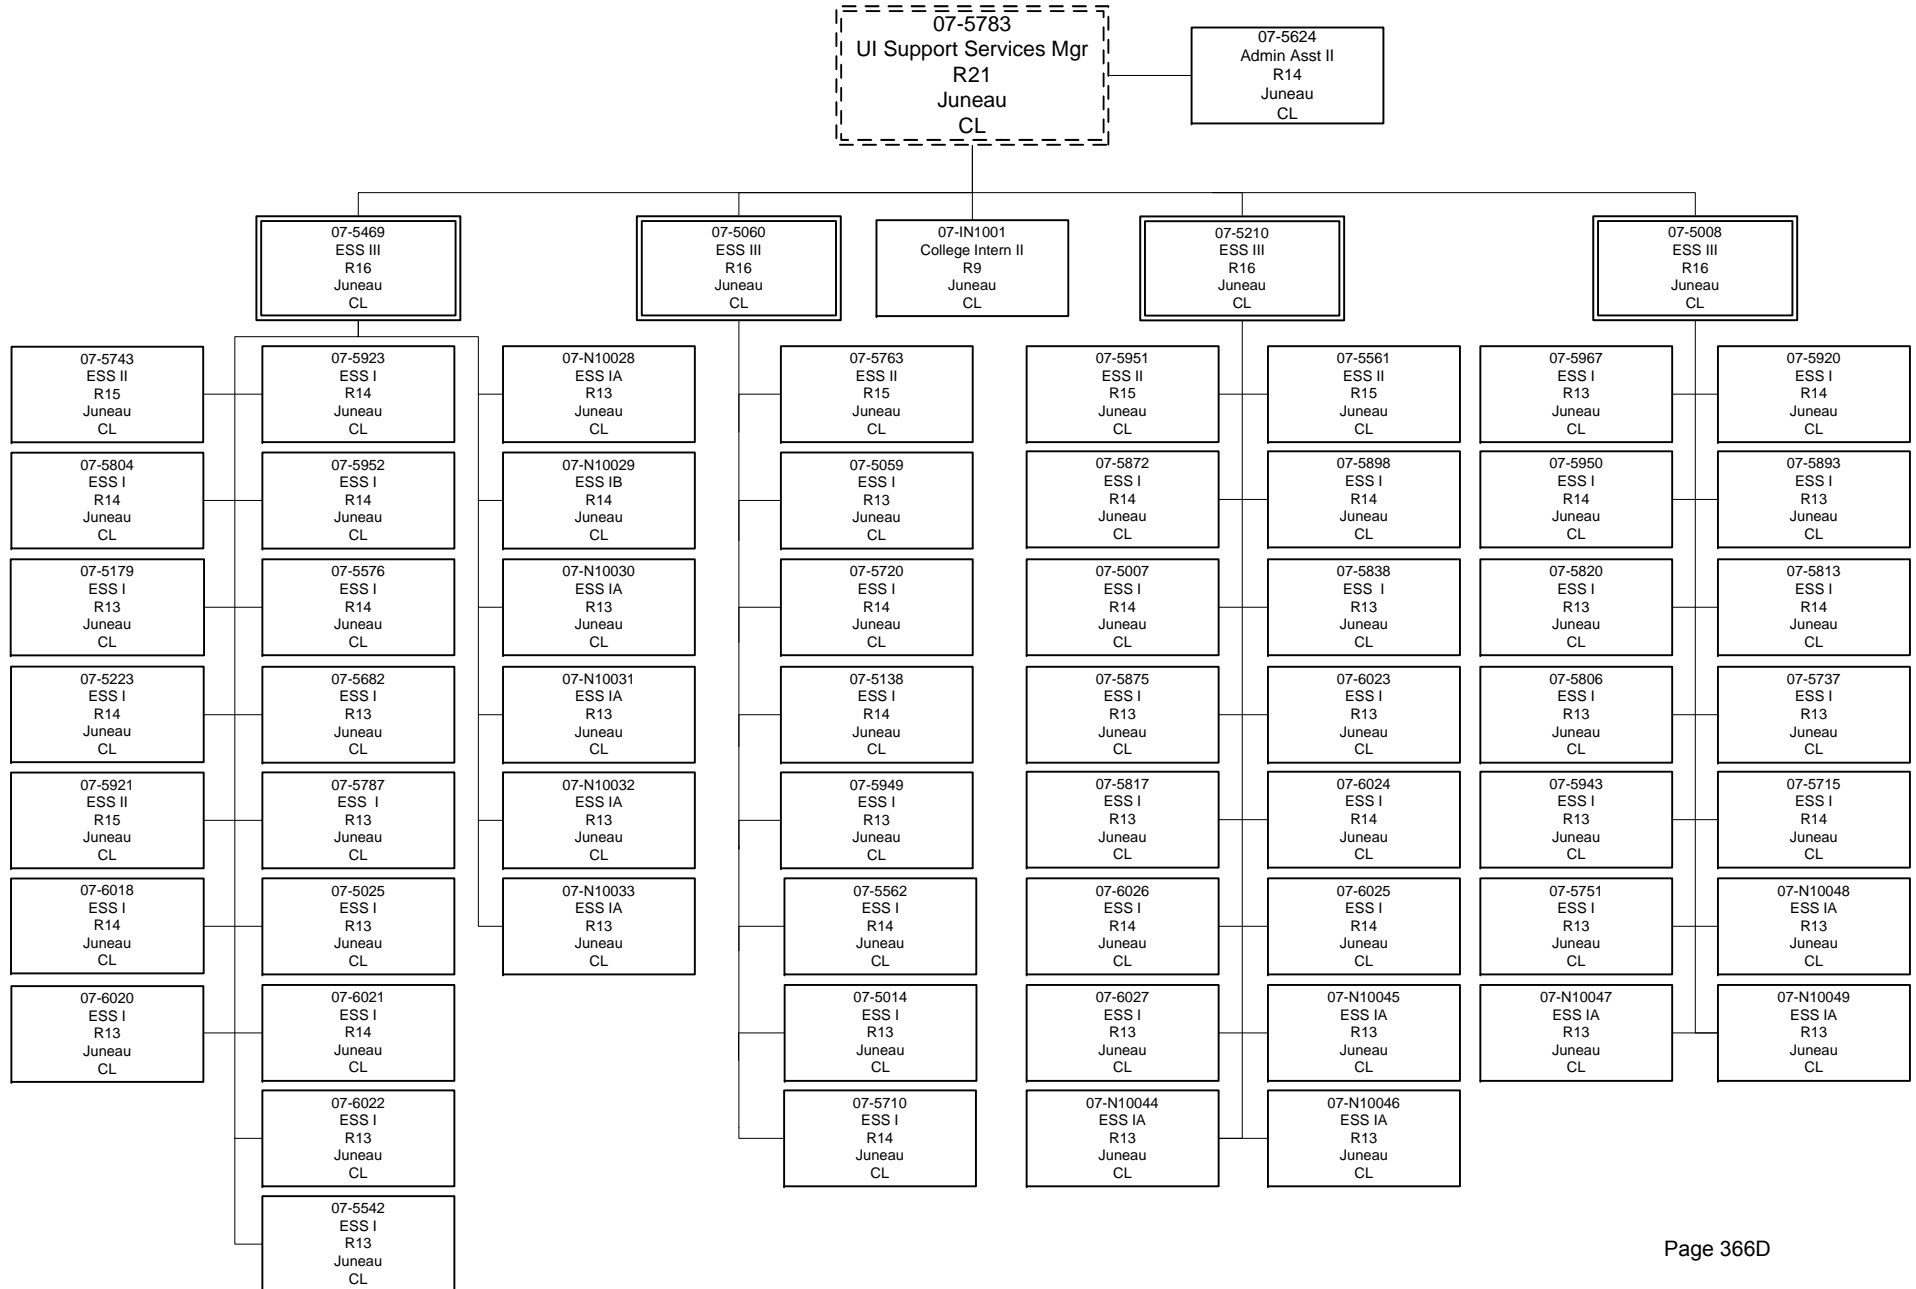 07-5783
UI Support Services Mgr
R21
Juneau
CL
07-5624
Admin Asst II
R14
Juneau
CL
07-5469
ESS III
R16
Juneau
CL
07-5060
ESS III
R16
Juneau
CL
07-IN1001
College Intern II
R9
Juneau
CL
07-5210
ESS III
R16
Juneau
CL
07-5008
ESS III
R16
Juneau
CL
07-5743
ESS II
R15
Juneau
CL
07-5923
ESS I
R14
Juneau
CL
07-N10028
ESS IA
R13
Juneau
CL
07-5763
ESS II
R15
Juneau
CL
07-5951
ESS II
R15
Juneau
CL
07-5561
ESS II
R15
Juneau
CL
07-5967
ESS I
R13
Juneau
CL
07-5920
ESS I
R14
Juneau
CL
07-5804
ESS I
R14
Juneau
CL
07-5952
ESS I
R14
Juneau
CL
07-N10029
ESS IB
R14
Juneau
CL
07-5059
ESS I
R13
Juneau
CL
07-5872
ESS I
R14
Juneau
CL
07-5898
ESS I
R14
Juneau
CL
07-5950
ESS I
R14
Juneau
CL
07-5893
ESS I
R13
Juneau
CL
07-5179
ESS I
R13
Juneau
CL
07-5576
ESS I
R14
Juneau
CL
07-N10030
ESS IA
R13
Juneau
CL
07-5720
ESS I
R14
Juneau
CL
07-5007
ESS I
R14
Juneau
CL
07-5838
ESS I
R13
Juneau
CL
07-5820
ESS I
R13
Juneau
CL
07-5813
ESS I
R14
Juneau
CL
07-5223
ESS I
R14
Juneau
CL
07-5682
ESS I
R13
Juneau
CL
07-N10031
ESS IA
R13
Juneau
CL
07-5138
ESS I
R14
Juneau
CL
07-5875
ESS I
R13
Juneau
CL
07-6023
ESS I
R13
Juneau
CL
07-5806
ESS I
R13
Juneau
CL
07-5737
ESS I
R13
Juneau
CL
07-5921
ESS II
R15
Juneau
CL
07-5787
ESS I
R13
Juneau
CL
07-N10032
ESS IA
R13
Juneau
CL
07-5949
ESS I
R13
Juneau
CL
07-5817
ESS I
R13
Juneau
CL
07-6024
ESS I
R14
Juneau
CL
07-5943
ESS I
R13
Juneau
CL
07-5715
ESS I
R14
Juneau
CL
07-6018
ESS I
R14
Juneau
CL
07-5025
ESS I
R13
Juneau
CL
07-N10033
ESS IA
R13
Juneau
CL
07-5562
ESS I
R14
Juneau
CL
07-6026
ESS I
R14
Juneau
CL
07-6025
ESS I
R14
Juneau
CL
07-5751
ESS I
R13
Juneau
CL
07-N10048
ESS IA
R13
Juneau
CL
07-6020
ESS I
R13
Juneau
CL
07-6021
ESS I
R14
Juneau
CL
07-5014
ESS I
R13
Juneau
CL
07-6027
ESS I
R13
Juneau
CL
07-N10045
ESS IA
R13
Juneau
CL
07-N10047
ESS IA
R13
Juneau
CL
07-N10049
ESS IA
R13
Juneau
CL
07-6022
ESS I
R13
Juneau
CL
07-5710
ESS I
R14
Juneau
CL
07-N10044
ESS IA
R13
Juneau
CL
07-N10046
ESS IA
R13
Juneau
CL
07-5542
ESS I
R13
Juneau
CL
Page 366D